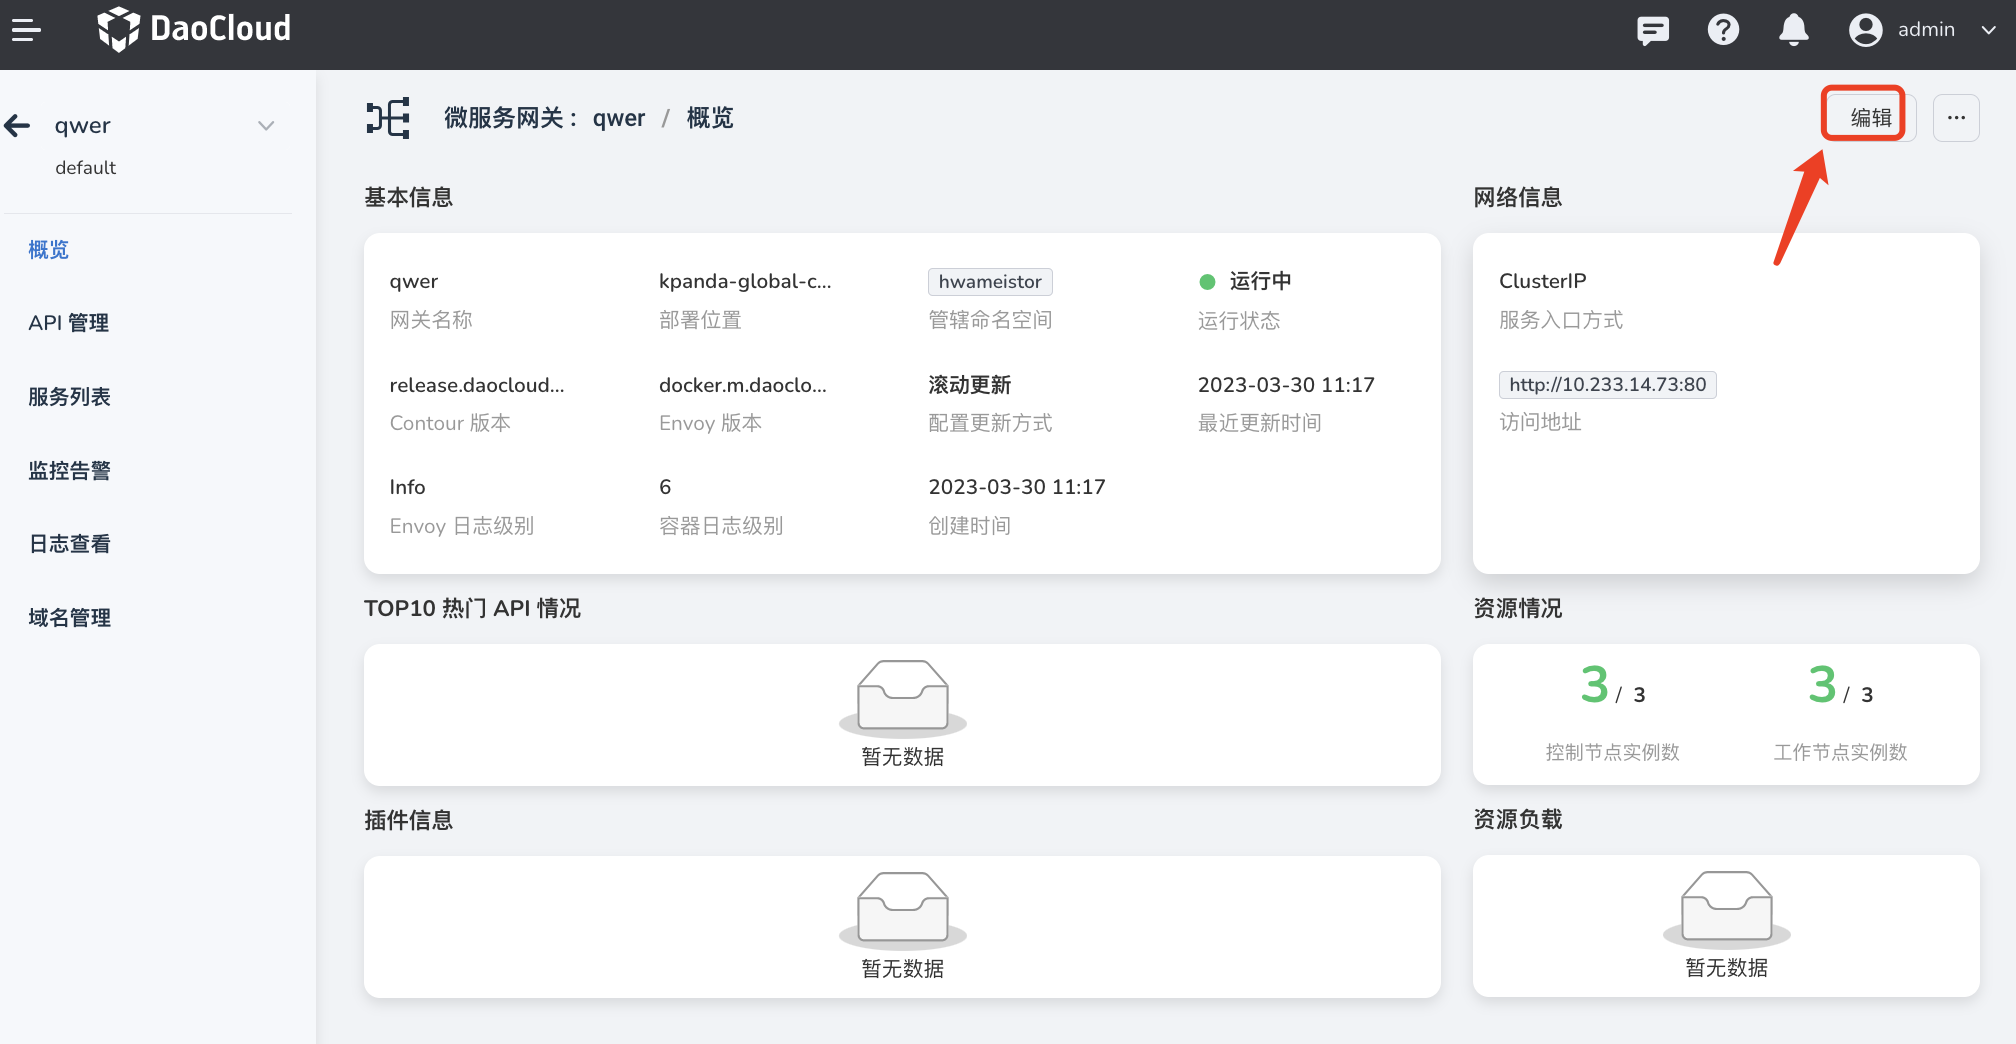 DaoCloud
admin
qwer
default
概览
API 管理
服务列表
监控告警
日志查看
域名管理
微服务网关： qwer / 概览
编辑
...
基本信息
qwer
网关名称
kpanda-global-c...
部署位置
hwameistor
管辖命名空间
运行中
运行状态
release.daocloud...
Contour 版本
docker.m.daoclo...
Envoy 版本
滚动更新
配置更新方式
2023-03-30 11:17
最近更新时间
Info
Envoy 日志级别
6
容器日志级别
2023-03-30 11:17
创建时间
网络信息
ClusterIP
服务入口方式
http://10.233.14.73:80
访问地址
TOP10 热门 API 情况
暂无数据
资源情况
3 / 3
控制节点实例数
3 / 3
工作节点实例数
插件信息
暂无数据
资源负载
暂无数据